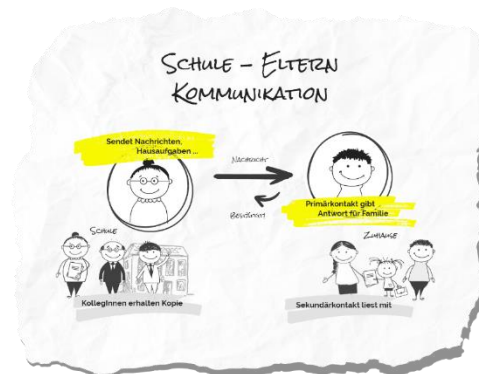 Schule – Eltern
Kommunikation
Sendet Nachrichten,
Hausaufgaben ...
Nachricht
Bestätigt
Primärkontakt gibt
Antwort für Familie
Schule
Zuhause
KollegInnen erhalten Kopie
Sekundärkontakt liest mit